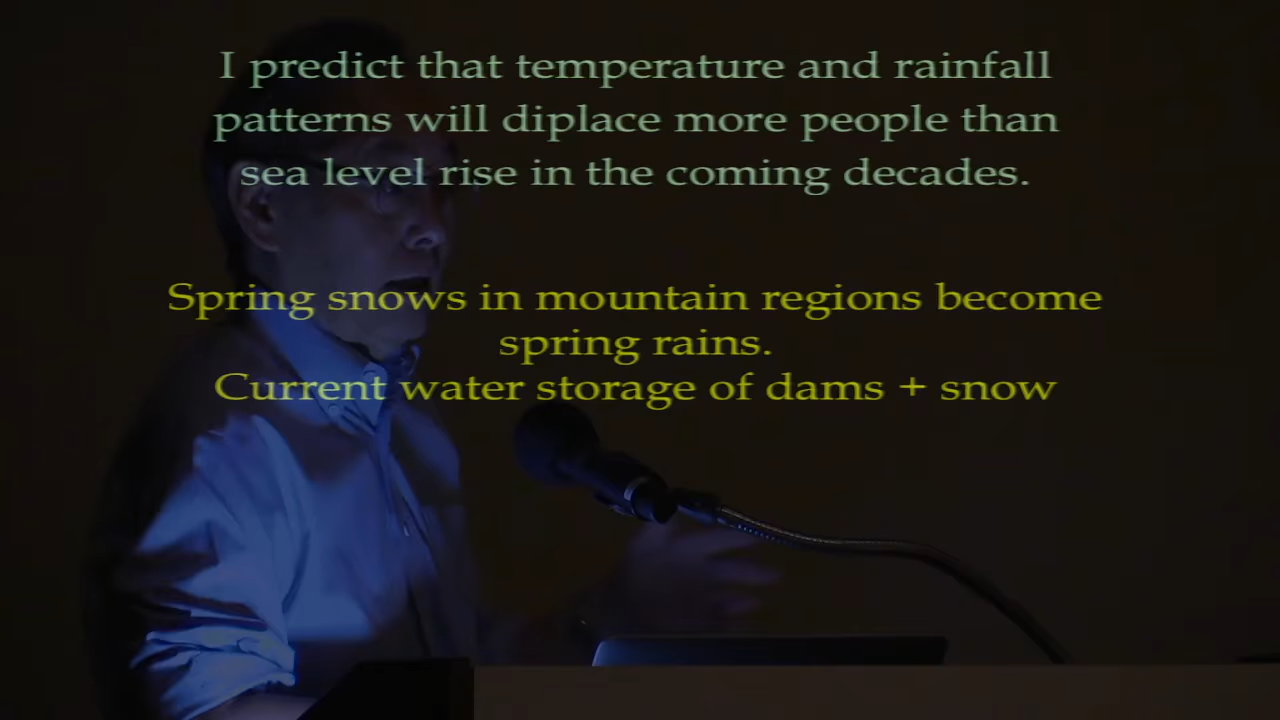 I predict that temperature and rainfall
patterns will diplace more people than
sea level rise in the coming decades.
Spring snows in mountain regions become
spring rains.
Current water storage of dams + snow